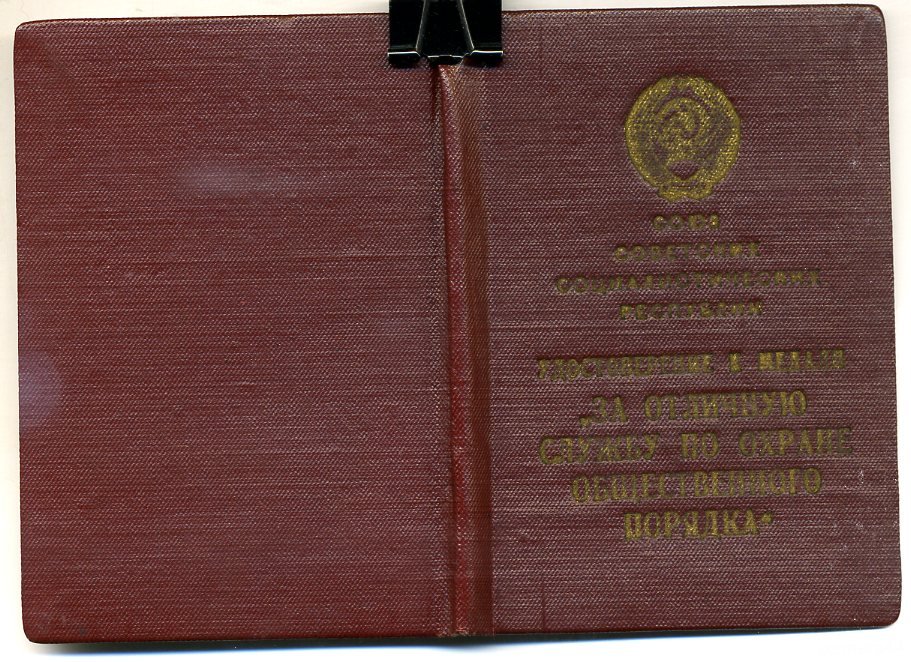 СОЮЗ
СОВЕТСКИХ
СОЦИАЛИСТИЧЕСКИХ
РЕСПУБЛИК
УДОСТОВЕРЕНИЕ К МЕДАЛИ
„ЗА ОТЛИЧНУЮ
СЛУЖБУ ПО ОХРАНЕ
ОБЩЕСТВЕННОГО
ПОРЯДКА“